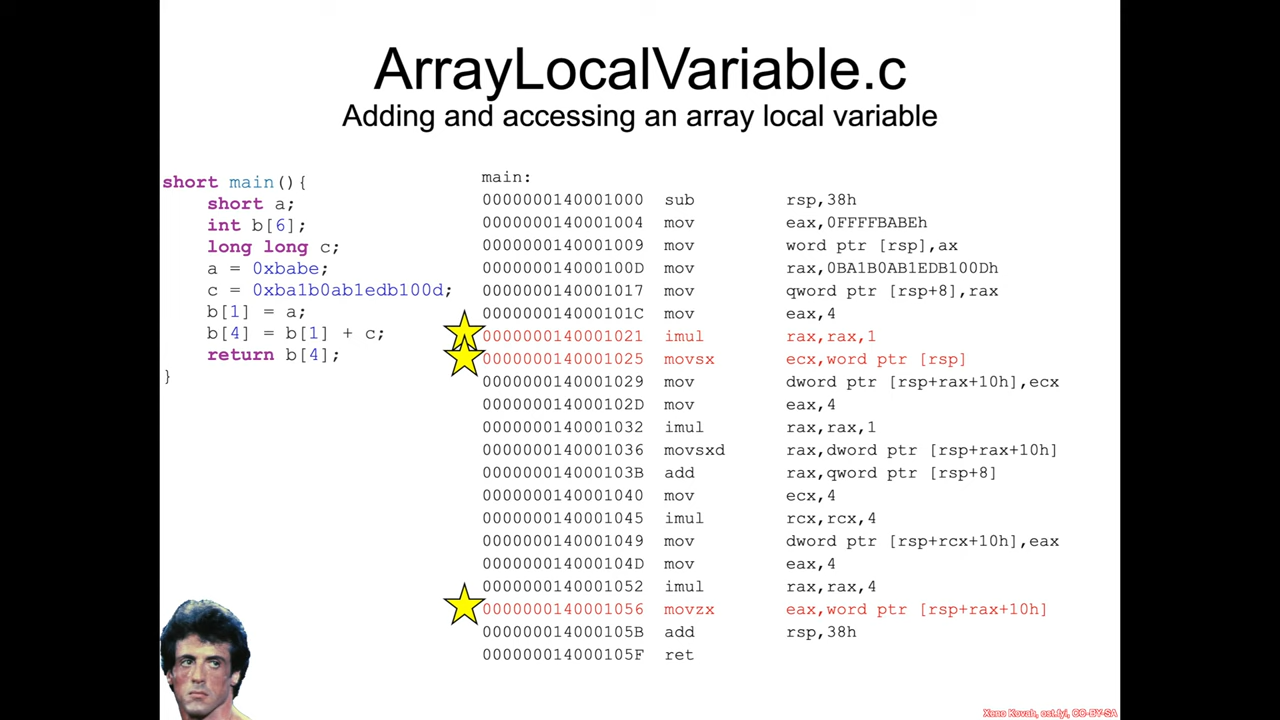 ArrayLocalVariable.c
Adding and accessing an array local variable
short main(){
short a;
int b[6];
long long c;
a = 0xbabe;
c = 0xba1b0ab1edb100d;
b[1] = a;
b[4] = b[1] + c;
return b[4];
}
main:
0000000140001000 sub rsp,38h
0000000140001004 mov eax,0FFFFBABEh
0000000140001009 mov word ptr [rsp],ax
000000014000100D mov rax,0BA1B0AB1EDB100Dh
0000000140001017 mov qword ptr [rsp+8],rax
000000014000101C mov eax,4
0000000140001021 imul rax,rax,1
0000000140001025 movsx ecx,word ptr [rsp]
0000000140001029 mov dword ptr [rsp+rax+10h],ecx
000000014000102D mov eax,4
0000000140001032 imul rax,rax,1
0000000140001036 movsxd rax,dword ptr [rsp+rax+10h]
000000014000103B add rax,qword ptr [rsp+8]
0000000140001040 mov ecx,4
0000000140001045 imul rcx,rcx,4
0000000140001049 mov dword ptr [rsp+rcx+10h],eax
000000014000104D mov eax,4
0000000140001052 imul rax,rax,4
0000000140001056 movzx eax,word ptr [rsp+rax+10h]
000000014000105B add rsp,38h
000000014000105F ret
Xeno Kovah, ost.fyi, CC-BY-SA